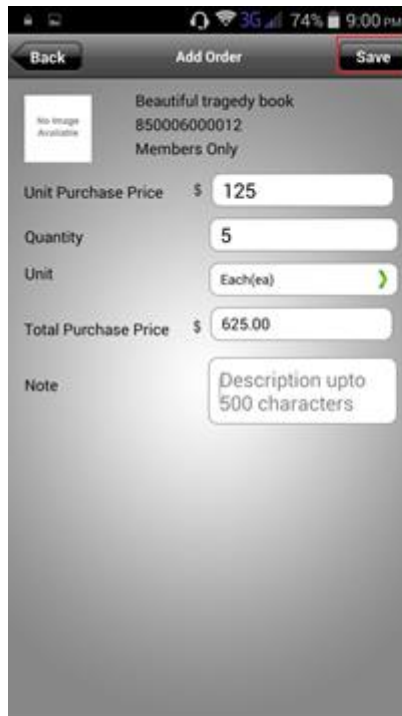 3G 74% 9:00 PM
Back Add Order Save
No Image
Available
Beautiful tragedy book
850006000012
Members Only
Unit Purchase Price $ 125
Quantity 5
Unit Each(ea)
Total Purchase Price $ 625.00
Note Description upto
500 characters